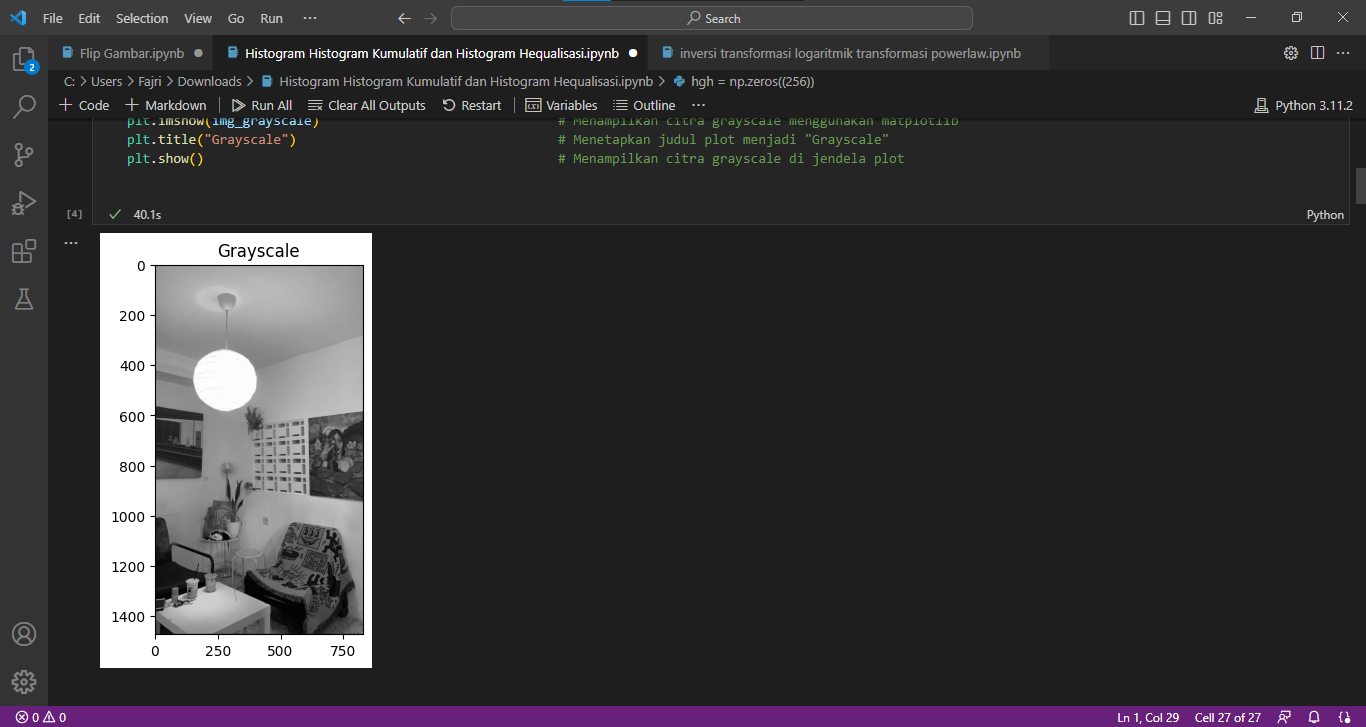 File Edit Selection View Go Run ··· Search
Flip Gambar.ipynb Histogram Histogram Kumulatif dan Histogram Hequalisasi.ipynb inversi transformasi logaritmik transformasi powerlaw.ipynb
2
C: > Users > Fajri > Downloads > Histogram Histogram Kumulatif dan Histogram Hequalisasi.ipynb > hgh = np.zeros((256))
+ Code + Markdown Run All Clear All Outputs Restart Variables Outline ··· Python 3.11.2
plt.imshow(img_grayscale) # Menampilkan citra grayscale menggunakan matplotlib
plt.title("Grayscale") # Menetapkan judul plot menjadi "Grayscale"
plt.show() # Menampilkan citra grayscale di jendela plot
[4] 40.1s Python
Grayscale
0
200
400
600
800
1000
1200
1400
0 250 500 750
0 0 Ln 1, Col 29 Cell 27 of 27